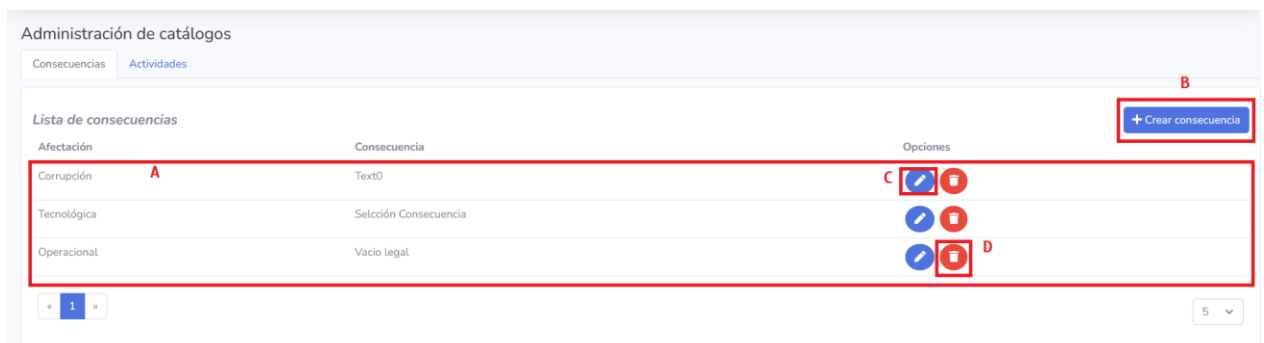 Administración de catálogos
Consecuencias Actividades
B
Lista de consecuencias + Crear consecuencia
Afectación Consecuencia Opciones
Corrupción A Text0 C
Tecnológica Selcción Consecuencia
Operacional Vacio legal D
« 1 » 5